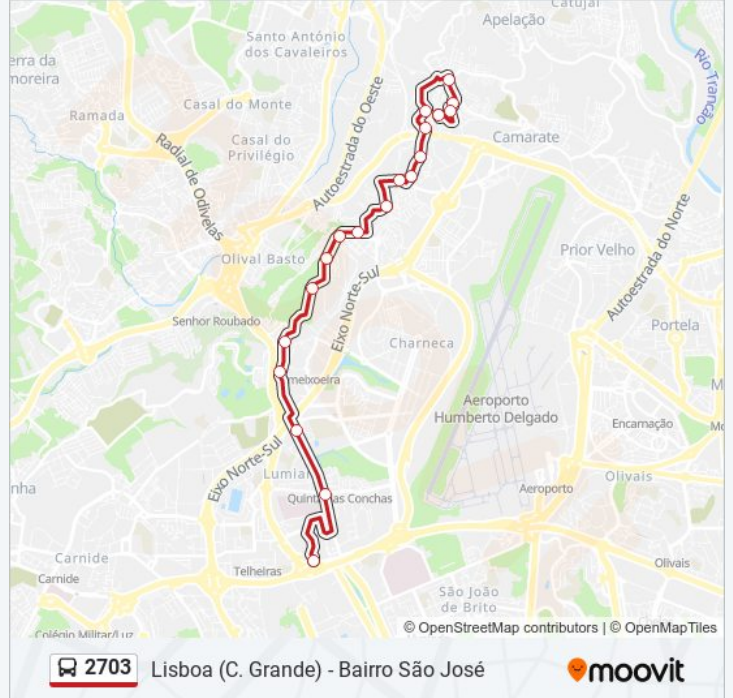 Catujal
Apelação
Santo António
dos Cavaleiros
erra da
moreira
Rio Trancão
Casal do Monte
Ramada
Autoestrada do Oeste
Casal do
Privilégio
Radial de Odivelas
Camarate
Autoestrada do Norte
Prior Velho
Olival Basto
Eixo Norte-Sul
Senhor Roubado
Portela
Charneca
meixoeira
Aeroporto
Humberto Delgado
Encarnação
Eixo Norte-Sul
Lumiar
Olivais
nha
Quinta das Conchas
Aeroporto
Carnide
Telheiras
Olivais
Carnide
São João
de Brito
Colégio Militar/Luz
© OpenStreetMap contributors | © OpenMapTiles
2703 Lisboa (C. Grande) - Bairro São José
moovit